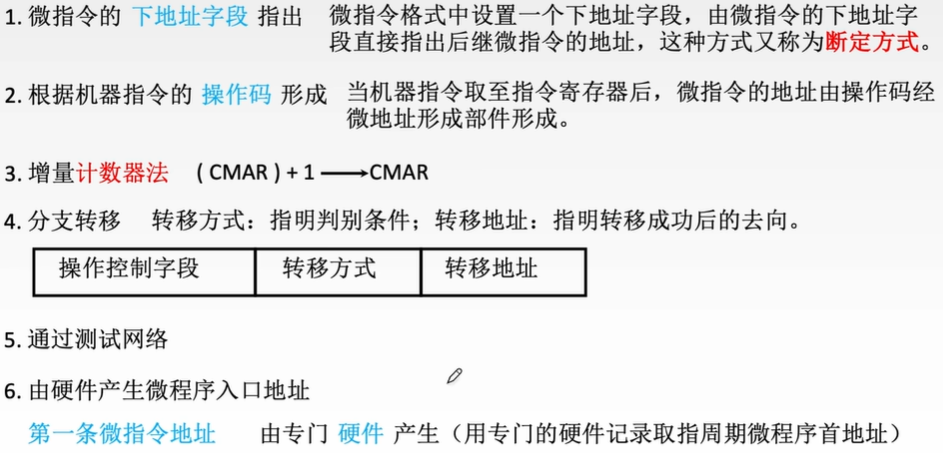 1. 微指令的 下地址字段 指出 微指令格式中设置一个下地址字段，由微指令的下地址字
段直接指出后继微指令的地址，这种方式又称为断定方式。
2. 根据机器指令的 操作码 形成 当机器指令取至指令寄存器后，微指令的地址由操作码经
微地址形成部件形成。
3. 增量计数器法 ( CMAR ) + 1 ⟶ CMAR
4. 分支转移 转移方式：指明判别条件；转移地址：指明转移成功后的去向。
操作控制字段 转移方式 转移地址
5. 通过测试网络
6. 由硬件产生微程序入口地址
第一条微指令地址 由专门 硬件 产生（用专门的硬件记录取指周期微程序首地址）